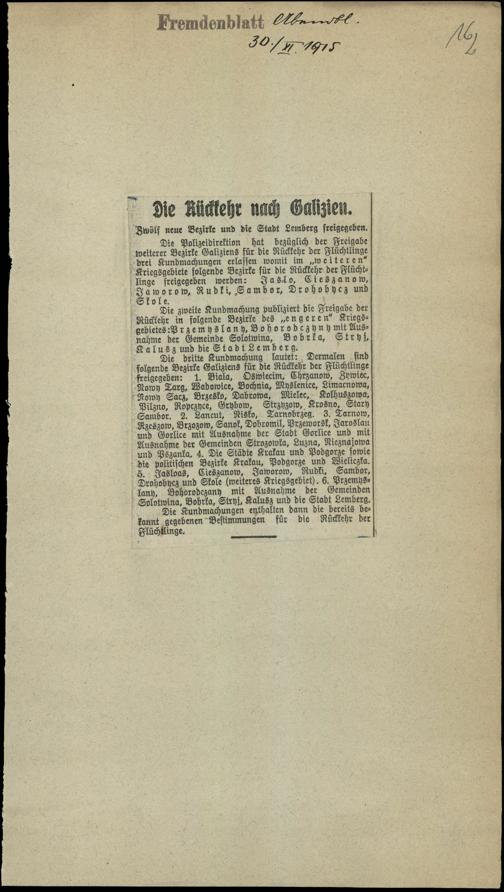 Fremdenblatt Abendbl.
30./XI. 1915
Die Rückkehr nach Galizien.
Zwölf neue Bezirke und die Stadt Lemberg freigegeben.
Die Polizeidirektion hat bezüglich der Freigabe
weiterer Bezirke Galiziens für die Rückkehr der Flüchtlinge
drei Kundmachungen erlassen womit im „weiteren"
Kriegsgebiete folgende Bezirke für die Rückkehr der Flücht-
linge freigegeben werden: Jaslo, Cieszanow,
Jaworow, Rudki, Sambor, Drohobycz und
Skole.
Die zweite Kundmachung publiziert die Freigabe der
Rückkehr in folgende Bezirke des „engeren" Kriegs-
gebietes: Przemyslany, Bohorodczyny mit Aus-
nahme der Gemeinde Solotwina, Bobrka, Stryj,
Kalusz und die Stadt Lemberg.
Die dritte Kundmachung lautet: Dermalen sind
folgende Bezirke Galiziens für die Rückkehr der Flüchtlinge
freigegeben: 1. Biala, Oswiecim, Chrzanow, Zywiec,
Nowy Targ, Wadowice, Bochnia, Myslenice, Limacnowa,
Nowy Sacz, Brzesko, Dabrowa, Mielec, Kolbuszowa,
Pilzno, Ropczyce, Grybow, Strzyzow, Krosno, Stary
Sambor. 2. Lancut, Nisko, Tarnobrzeg. 3. Tarnow,
Rzeszow, Brzozow, Sanok, Dobromil, Przeworsk, Jaroslau
und Gorlice mit Ausnahme der Stadt Gorlice und mit
Ausnahme der Gemeinden Strozowka, Luzna, Nieznajowa
und Penanka. 4. Die Städte Krakau und Podgorze sowie
die politischen Bezirke Krakau, Podgorze und Wieliczka.
5. Jasloas, Cieszanow, Jaworow, Rudki, Sambar,
Drohobycz und Skole (weiteres Kriegsgebiet). 6. Przemys-
lany, Bohorodczany mit Ausnahme der Gemeinden
Solotwina, Bobrka, Stryj, Kalusz und die Stadt Lemberg.
Die Kundmachungen enthalten dann die bereits be-
kannt gegebenen Bestimmungen für die Rückkehr der
Flüchtlinge.